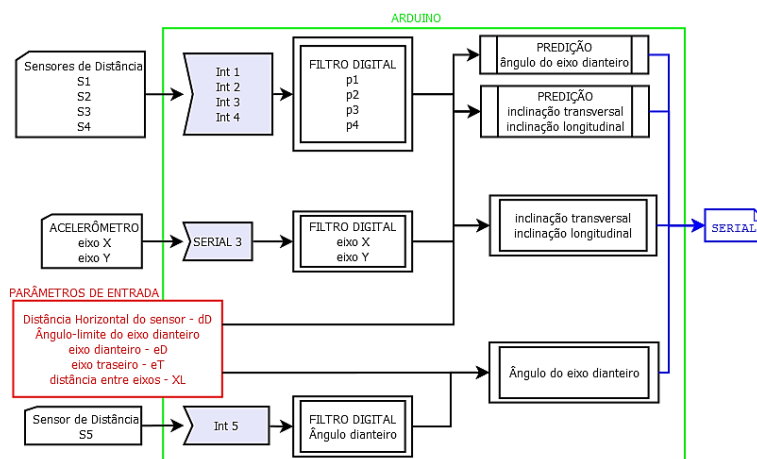 ARDUINO
Sensores de Distância
S1
S2
S3
S4
Int 1
Int 2
Int 3
Int 4
FILTRO DIGITAL
p1
p2
p3
p4
PREDIÇÃO
ângulo do eixo dianteiro
PREDIÇÃO
inclinação transversal
inclinação longitudinal
ACELERÔMETRO
eixo X
eixo Y
SERIAL 3
FILTRO DIGITAL
eixo X
eixo Y
inclinação transversal
inclinação longitudinal
SERIAL
PARÂMETROS DE ENTRADA
Distância Horizontal do sensor - dD
Ângulo-limite do eixo dianteiro
eixo dianteiro - eD
eixo traseiro - eT
distância entre eixos - XL
Ângulo do eixo dianteiro
Sensor de Distância
S5
Int 5
FILTRO DIGITAL
Ângulo dianteiro